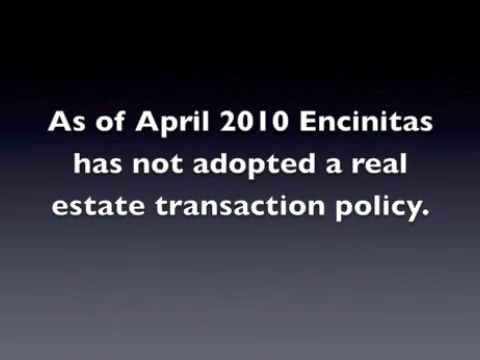 As of April 2010 Encinitas
has not adopted a real
estate transaction policy.